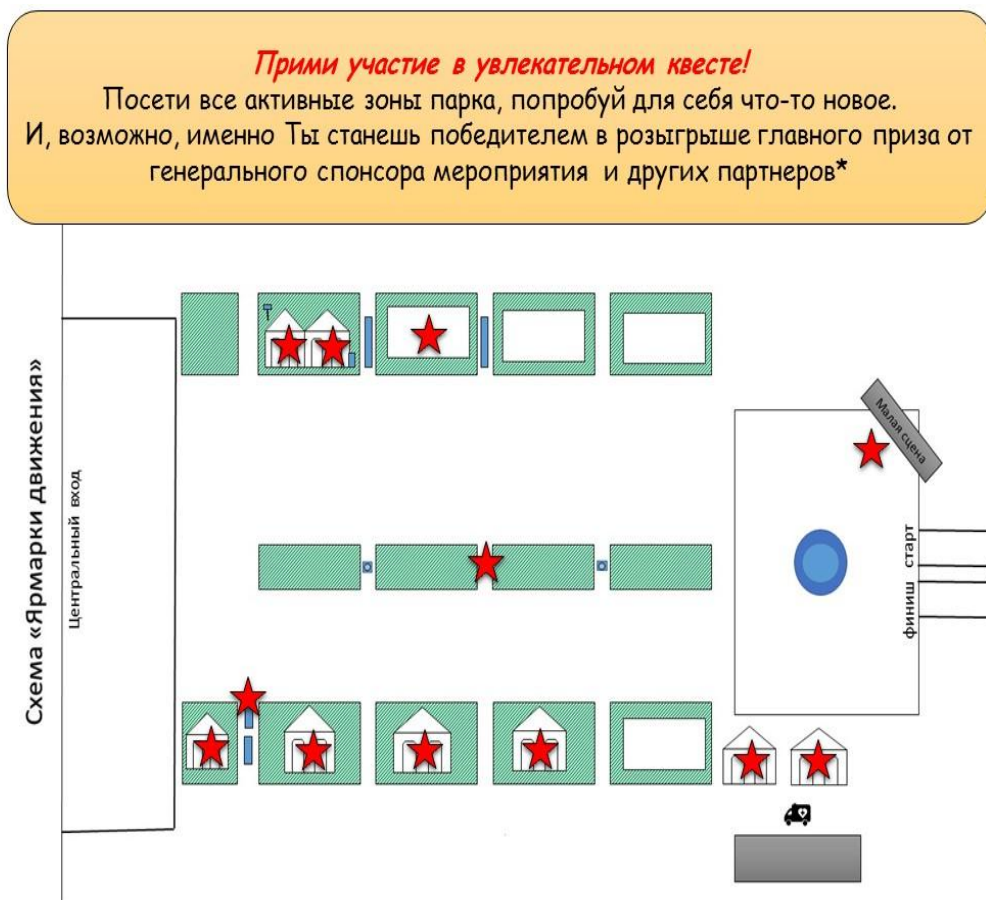 Прими участие в увлекательном квесте!
Посети все активные зоны парка, попробуй для себя что-то новое.
И, возможно, именно Ты станешь победителем в розыгрыше главного приза от
генерального спонсора мероприятия и других партнеров*
Схема «Ярмарки движения»
Центральный вход
Малая сцена
старт
финиш